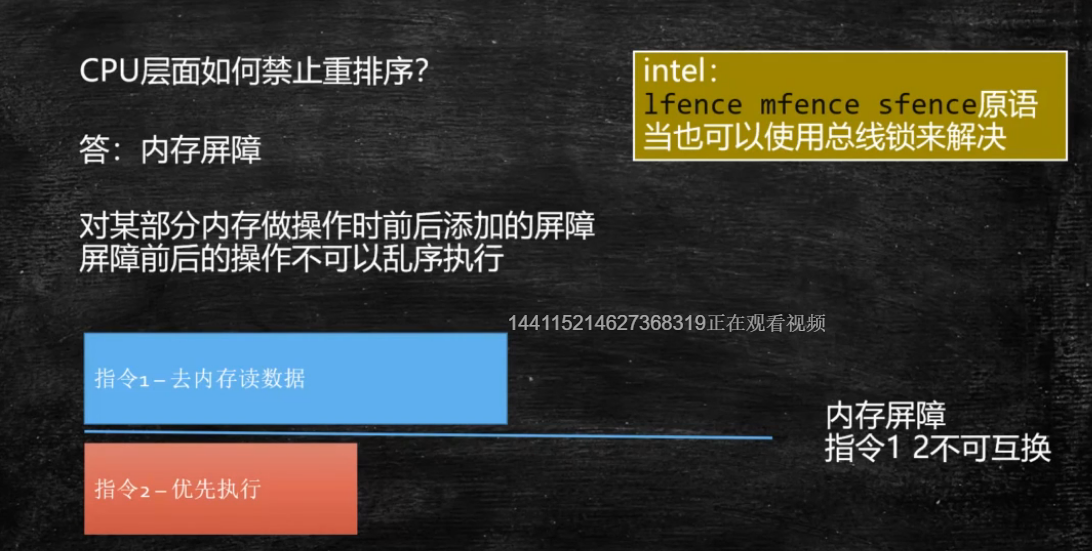 CPU层面如何禁止重排序？
答：内存屏障
对某部分内存做操作时前后添加的屏障
屏障前后的操作不可以乱序执行
intel：
lfence mfence sfence原语
当也可以使用总线锁来解决
144115214627368319正在观看视频
指令1 – 去内存读数据
指令2 – 优先执行
内存屏障
指令1 2不可互换